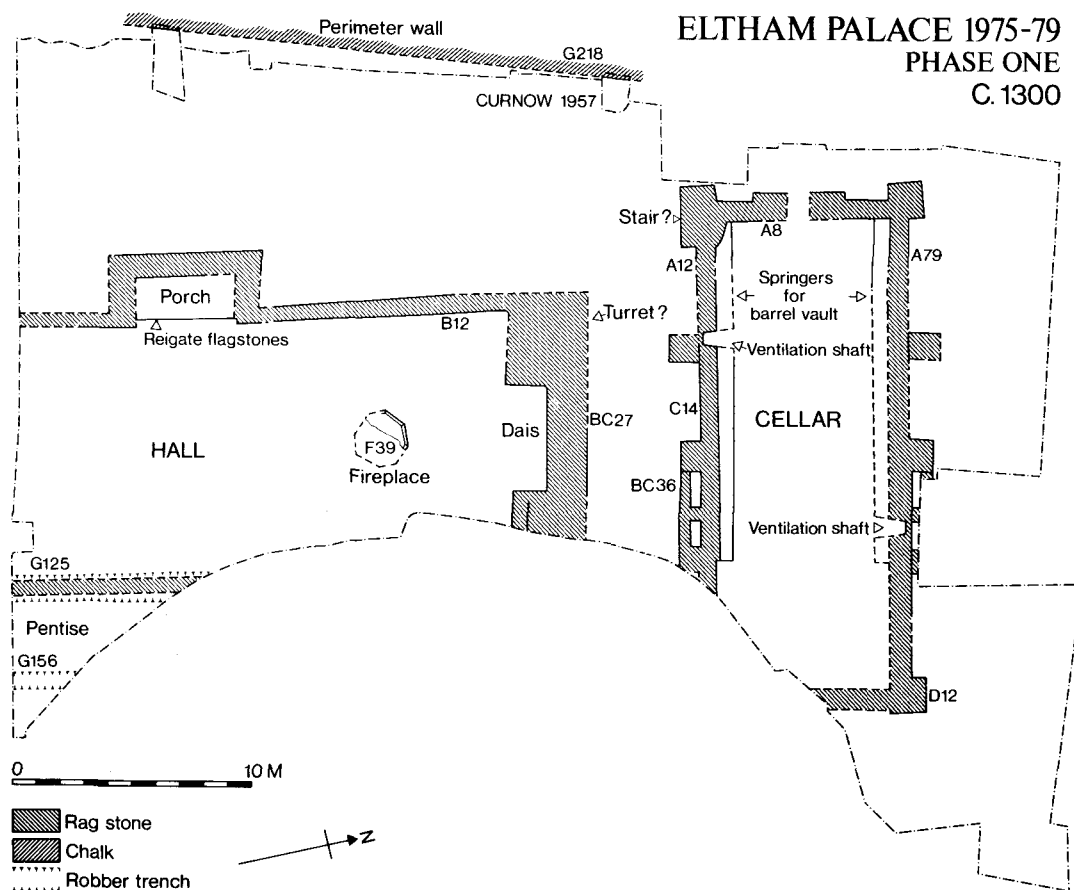 ELTHAM PALACE 1975-79
PHASE ONE
C. 1300
Perimeter wall
G218
CURNOW 1957
Stair?
A8
A12
A79
Springers
for
barrel vault
Porch
Turret?
B12
Reigate flagstones
Ventilation shaft
C14
Dais
BC27
CELLAR
HALL
F39
Fireplace
BC36
Ventilation shaft
G125
Pentise
G156
D12
0
10 M
N
Rag stone
Chalk
Robber trench